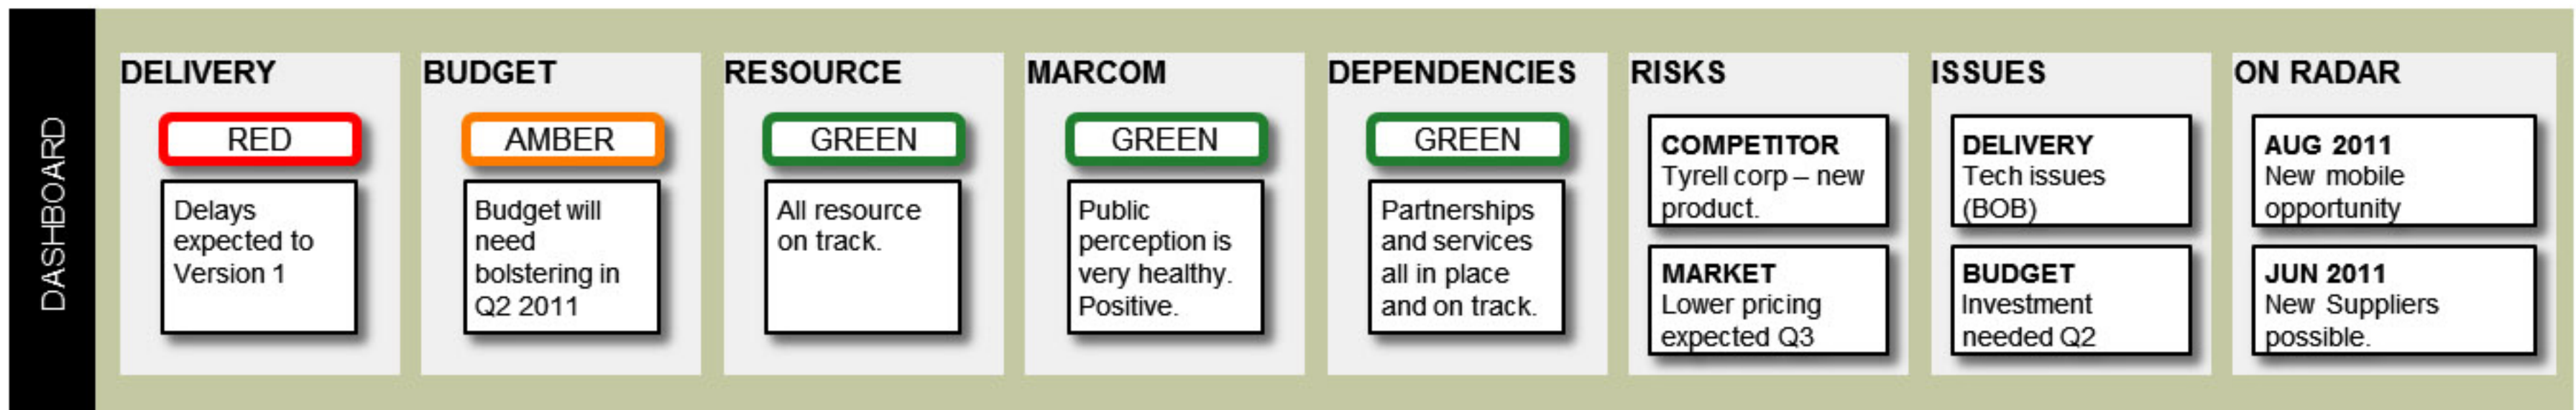 DASHBOARD
DELIVERY
RED
Delays
expected to
Version 1
BUDGET
AMBER
Budget will
need
bolstering in
Q2 2011
RESOURCE
GREEN
All resource
on track.
MARCOM
GREEN
Public
perception is
very healthy.
Positive.
DEPENDENCIES
GREEN
Partnerships
and services
all in place
and on track.
RISKS
COMPETITOR
Tyrell corp – new
product.
MARKET
Lower pricing
expected Q3
ISSUES
DELIVERY
Tech issues
(BOB)
BUDGET
Investment
needed Q2
ON RADAR
AUG 2011
New mobile
opportunity
JUN 2011
New Suppliers
possible.